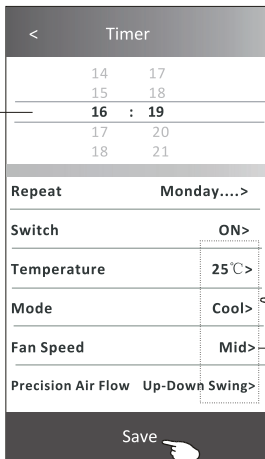 < Timer
14 17
15 18
16 : 19
17 20
18 21
Repeat Monday....>
Switch ON>
Temperature 25℃>
Mode Cool>
Fan Speed Mid>
Precision Air Flow Up-Down Swing>
Save